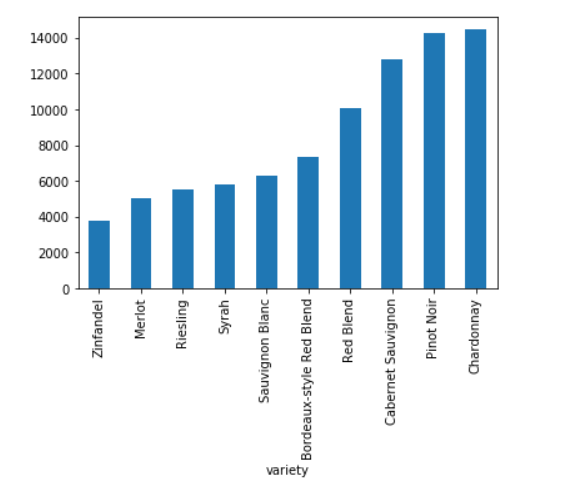 14000
12000
10000
8000
6000
4000
2000
0
Zinfandel
Merlot
Riesling
Syrah
Sauvignon Blanc
Bordeaux-style Red Blend
Red Blend
Cabernet Sauvignon
Pinot Noir
Chardonnay
variety